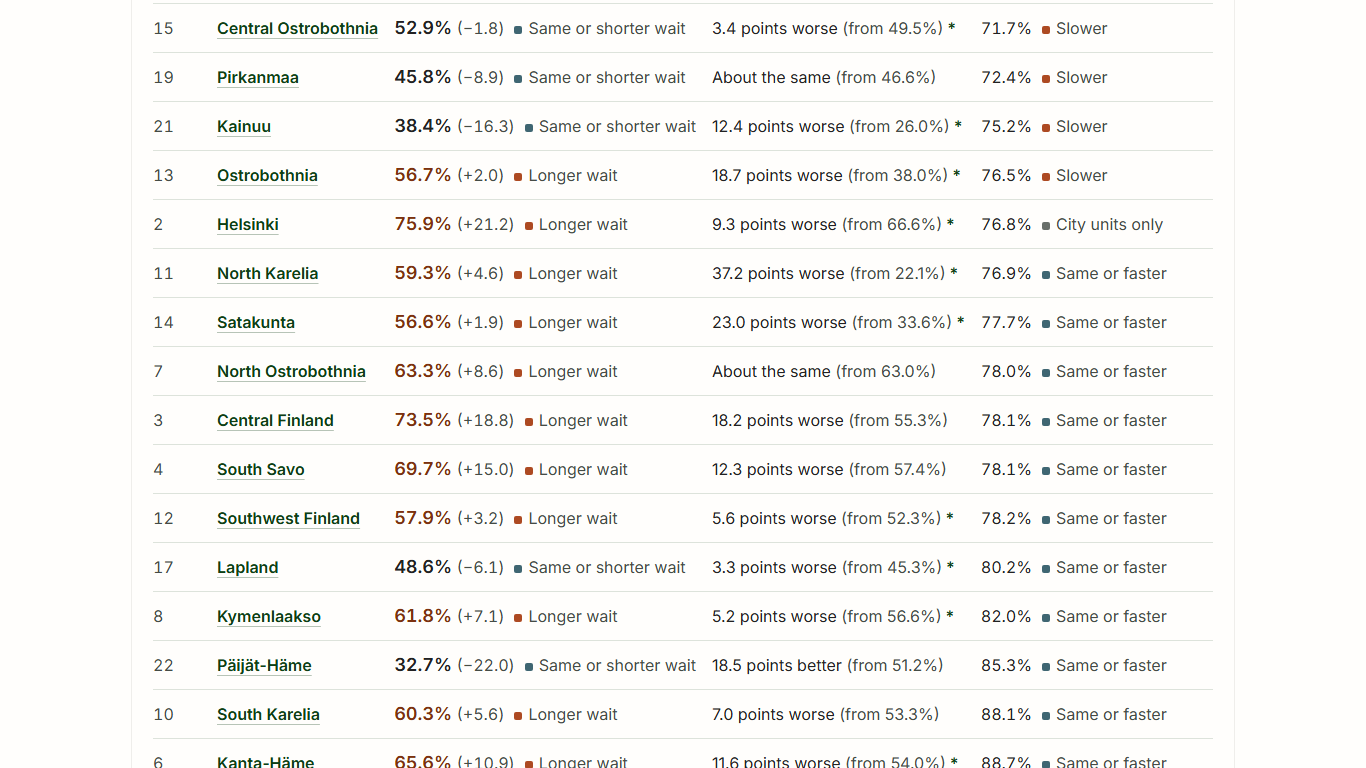 15 Central Ostrobothnia 52.9% (−1.8) Same or shorter wait 3.4 points worse (from 49.5%) * 71.7% Slower
19 Pirkanmaa 45.8% (−8.9) Same or shorter wait About the same (from 46.6%) 72.4% Slower
21 Kainuu 38.4% (−16.3) Same or shorter wait 12.4 points worse (from 26.0%) * 75.2% Slower
13 Ostrobothnia 56.7% (+2.0) Longer wait 18.7 points worse (from 38.0%) * 76.5% Slower
2 Helsinki 75.9% (+21.2) Longer wait 9.3 points worse (from 66.6%) * 76.8% City units only
11 North Karelia 59.3% (+4.6) Longer wait 37.2 points worse (from 22.1%) * 76.9% Same or faster
14 Satakunta 56.6% (+1.9) Longer wait 23.0 points worse (from 33.6%) * 77.7% Same or faster
7 North Ostrobothnia 63.3% (+8.6) Longer wait About the same (from 63.0%) 78.0% Same or faster
3 Central Finland 73.5% (+18.8) Longer wait 18.2 points worse (from 55.3%) 78.1% Same or faster
4 South Savo 69.7% (+15.0) Longer wait 12.3 points worse (from 57.4%) 78.1% Same or faster
12 Southwest Finland 57.9% (+3.2) Longer wait 5.6 points worse (from 52.3%) * 78.2% Same or faster
17 Lapland 48.6% (−6.1) Same or shorter wait 3.3 points worse (from 45.3%) * 80.2% Same or faster
8 Kymenlaakso 61.8% (+7.1) Longer wait 5.2 points worse (from 56.6%) * 82.0% Same or faster
22 Päijät-Häme 32.7% (−22.0) Same or shorter wait 18.5 points better (from 51.2%) 85.3% Same or faster
10 South Karelia 60.3% (+5.6) Longer wait 7.0 points worse (from 53.3%) 88.1% Same or faster
6 Kanta-Häme 65.6% (+10.9) Longer wait 11.6 points worse (from 54.0%) * 88.7% Same or faster